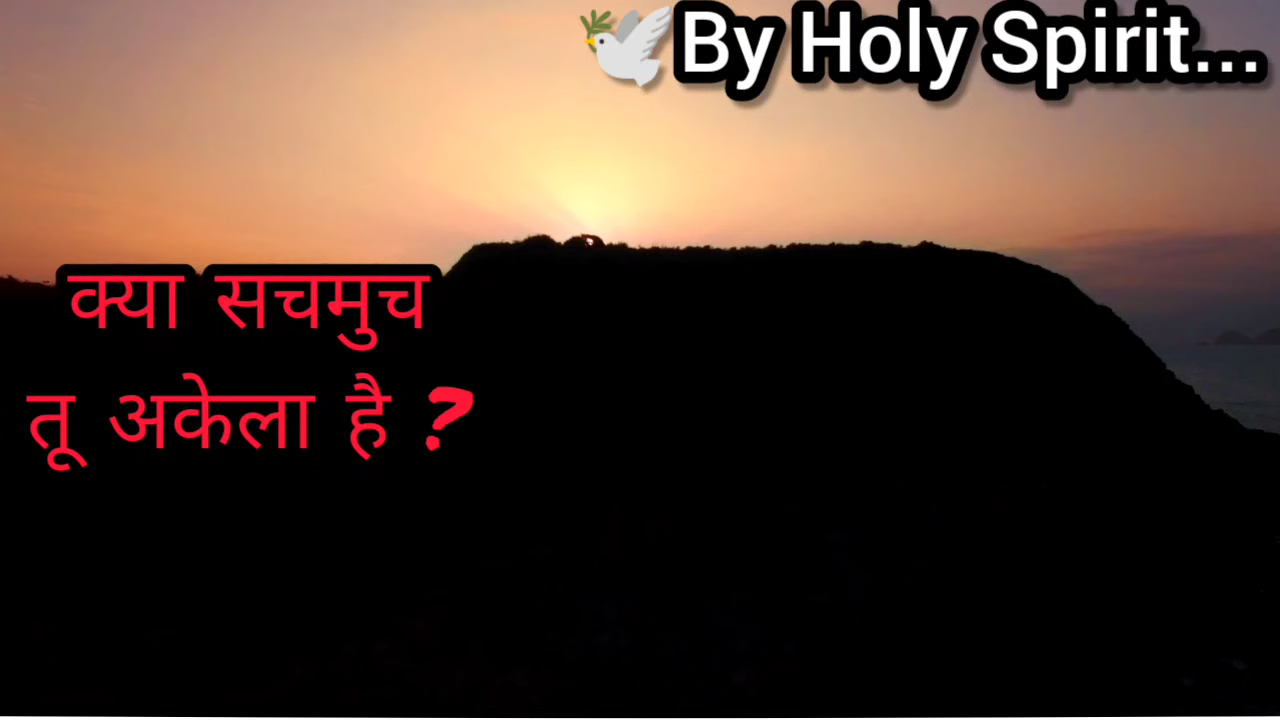 🕊️By Holy Spirit...
क्या सचमुच
तू अकेला है ?